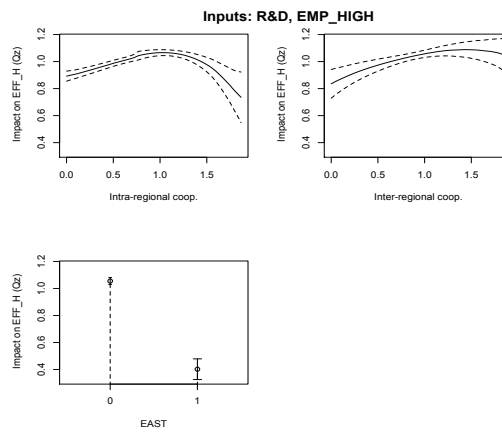 Inputs: R&D, EMP_HIGH
Impact on EFF_H (Qz)
0.4 0.6 0.8 1.0 1.2
0.0 0.5 1.0 1.5
Intra-regional coop.
Impact on EFF_H (Qz)
0.4 0.6 0.8 1.0 1.2
0.0 0.5 1.0 1.5
Inter-regional coop.
Impact on EFF_H (Qz)
0.4 0.6 0.8 1.0 1.2
0 1
EAST